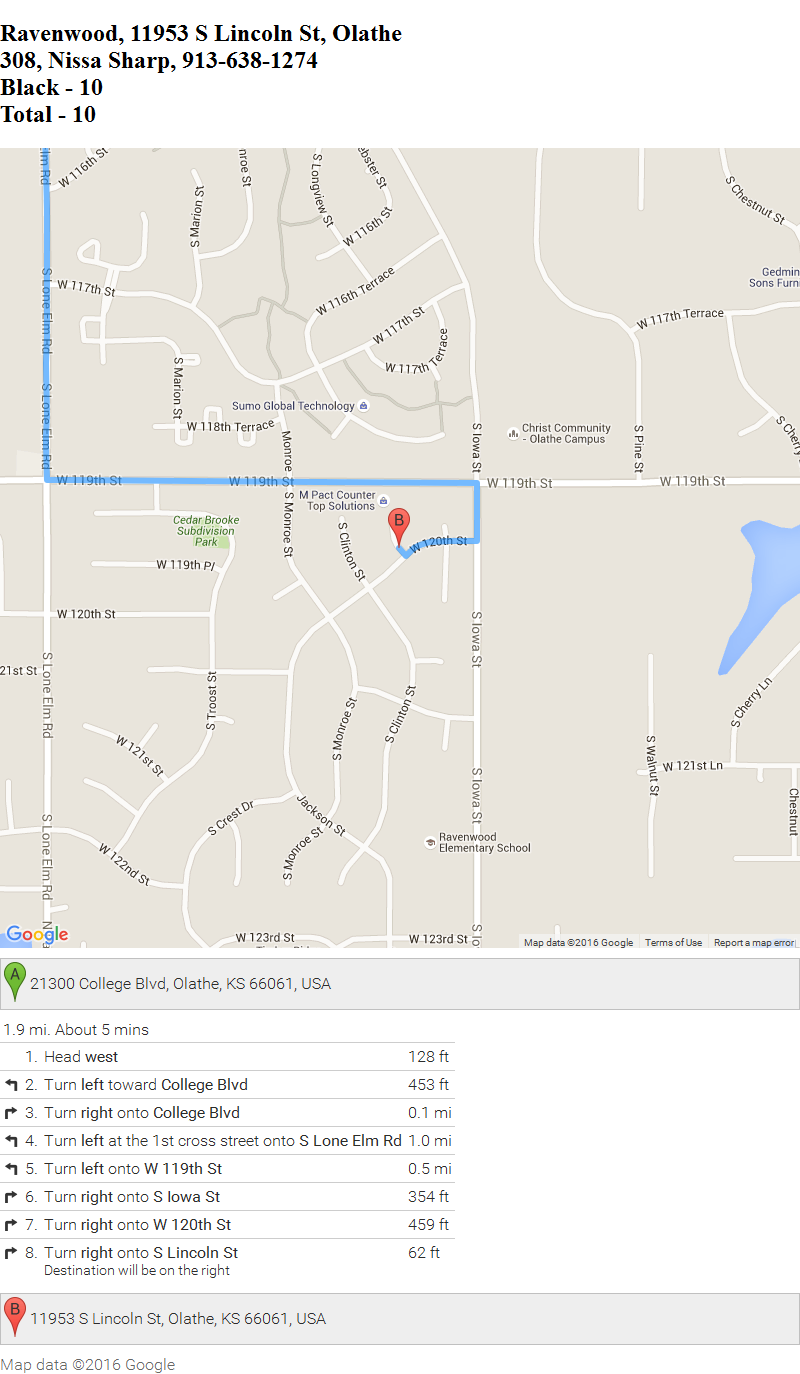 Ravenwood, 11953 S Lincoln St, Olathe
308, Nissa Sharp, 913-638-1274
Black - 10
Total - 10
W 116th St
S Marion St
S Longview St
W 116th St
S Chestnut St
S Lone Elm Rd
W 117th St
W 116th Terrace
Gedmin
Sons Furn
W 117th St
W 117th Terrace
W 117th Terrace
S Marion St
S Lone Elm Rd
Sumo Global Technology
W 118th Terrace
Monroe
S Iowa St
Christ Community
- Olathe Campus
S Pine St
S Cherry
W 119th St
W 119th St
W 119th St
W 119th St
M Pact Counter
Top Solutions
S Monroe St
S Clinton St
B
W 120th St
Cedar Brooke
Subdivision
Park
W 119th Pl
W 120th St
S Iowa St
21st St
S Lone Elm Rd
S Troost St
S Monroe St
S Clinton St
S Cherry Ln
W 121st St
S Walnut St
W 121st Ln
S Iowa St
Chestnut
S Crest Dr
Jackson St
S Monroe St
S Lone Elm Rd
W 122nd St
Ravenwood
Elementary School
W 123rd St
W 123rd St
S Io
Google
Map data ©2016 Google Terms of Use Report a map error
A 21300 College Blvd, Olathe, KS 66061, USA
1.9 mi. About 5 mins
1. Head west 128 ft
2. Turn left toward College Blvd 453 ft
3. Turn right onto College Blvd 0.1 mi
4. Turn left at the 1st cross street onto S Lone Elm Rd 1.0 mi
5. Turn left onto W 119th St 0.5 mi
6. Turn right onto S Iowa St 354 ft
7. Turn right onto W 120th St 459 ft
8. Turn right onto S Lincoln St 62 ft
Destination will be on the right
B 11953 S Lincoln St, Olathe, KS 66061, USA
Map data ©2016 Google